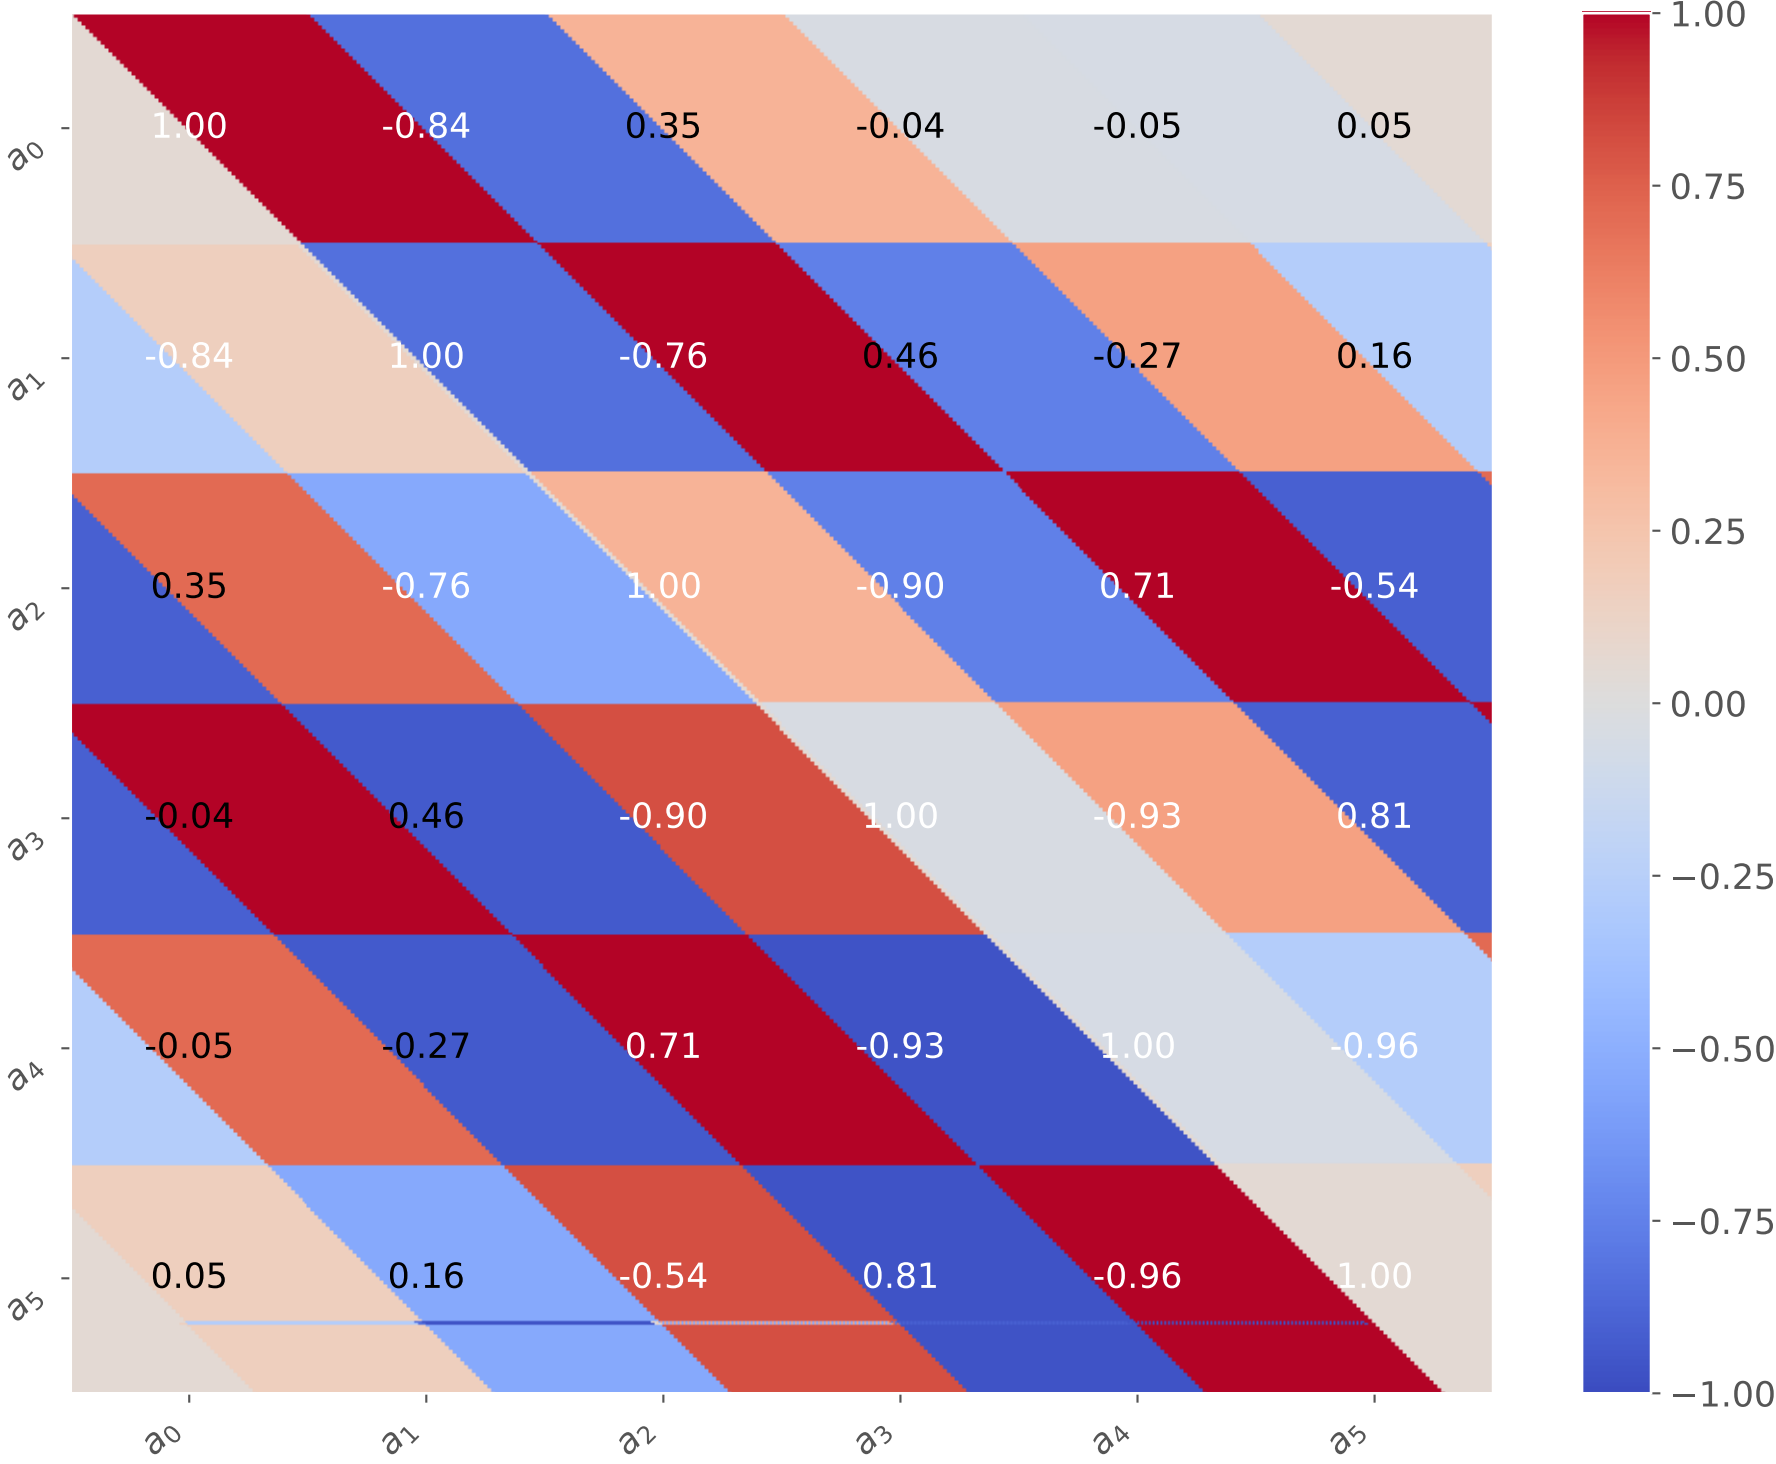 1.00
a₀ 1.00 -0.84 0.35 -0.04 -0.05 0.05
0.75
a₁ -0.84 1.00 -0.76 0.46 -0.27 0.16 0.50
0.25
a₂ 0.35 -0.76 1.00 -0.90 0.71 -0.54
0.00
a₃ -0.04 0.46 -0.90 1.00 -0.93 0.81
−0.25
a₄ -0.05 -0.27 0.71 -0.93 1.00 -0.96 −0.50
−0.75
a₅ 0.05 0.16 -0.54 0.81 -0.96 1.00
−1.00
a₀ a₁ a₂ a₃ a₄ a₅